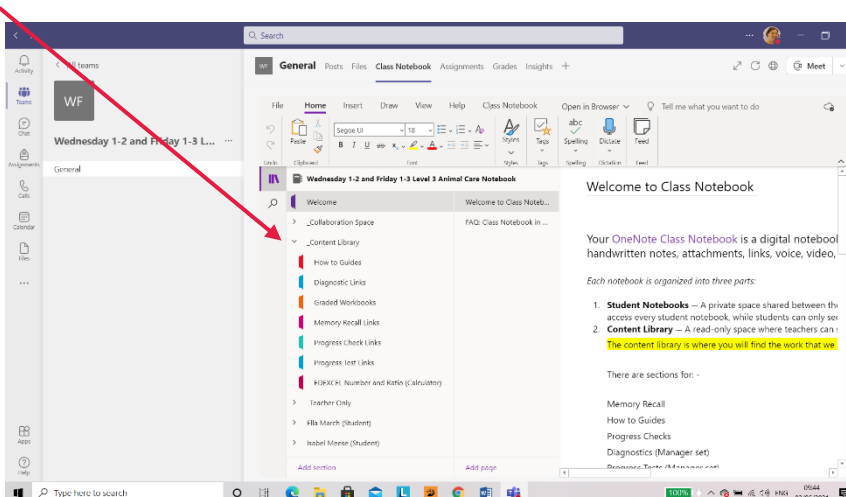 Search
Activity
Teams
Chat
Assignments
Calls
Calendar
Files
Apps
Help
All teams
WF
Wednesday 1-2 and Friday 1-3 L... ...
General
WF General Posts Files Class Notebook Assignments Grades Insights +
Meet
File Home Insert Draw View Help Class Notebook Open in Browser Tell me what you want to do
Paste Segoe UI 18 Styles Tags Spelling Dictate Feed
Undo Clipboard Font Styles Tags Spelling Dictation Feed
Wednesday 1-2 and Friday 1-3 Level 3 Animal Care Notebook
Welcome
_Collaboration Space
_Content Library
How to Guides
Diagnostic Links
Graded Workbooks
Memory Recall Links
Progress Check Links
Progress Test Links
EDEXCEL Number and Ratio (Calculator)
Teacher Only
Ella March (Student)
Isabel Meese (Student)
Add section
Welcome to Class Noteb...
FAQ: Class Notebook in ...
Add page
Welcome to Class Notebook
Your OneNote Class Notebook is a digital notebook
handwritten notes, attachments, links, voice, video,
Each notebook is organized into three parts:
1. Student Notebooks — A private space shared between the
access every student notebook, while students can only see
2. Content Library — A read-only space where teachers can
The content library is where you will find the work that we
There are sections for: -
Memory Recall
How to Guides
Progress Checks
Diagnostics (Manager set)
Progress Tests (Manager set)
Type here to search
100%
ENG
09:44